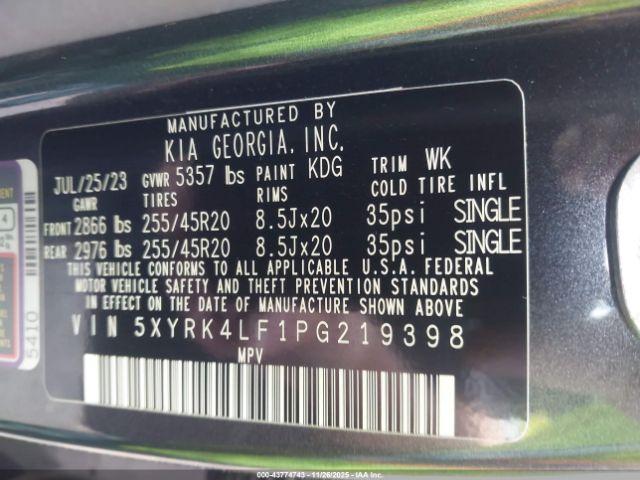 MANUFACTURED BY
KIA GEORGIA, INC.
JUL/25/23 GVWR 5357 lbs PAINT KDG TRIM WK
GAWR TIRES RIMS COLD TIRE INFL
FRONT 2866 lbs 255/45R20 8.5Jx20 35psi SINGLE
REAR 2976 lbs 255/45R20 8.5Jx20 35psi SINGLE
THIS VEHICLE CONFORMS TO ALL APPLICABLE U.S.A. FEDERAL
MOTOR VEHICLE SAFETY AND THEFT PREVENTION STANDARDS
IN EFFECT ON THE DATE OF MANUFACTURE SHOWN ABOVE.
VIN 5XYRK4LF1PG219398
MPV
5410
4
000-43774743 - 11/26/2025 - IAA Inc.